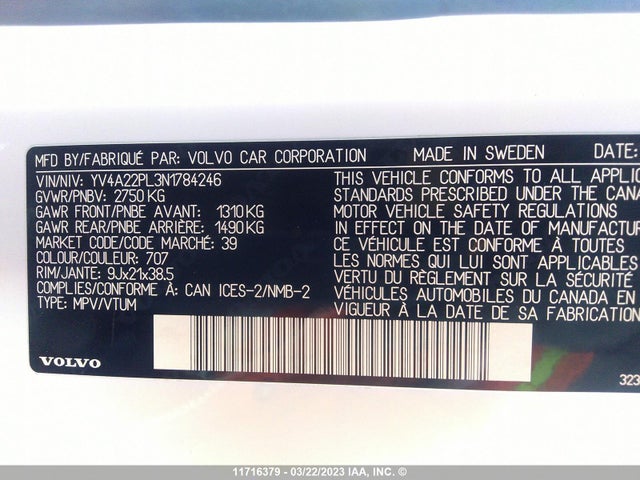 MFD BY/FABRIQUÉ PAR: VOLVO CAR CORPORATION MADE IN SWEDEN DATE:
VIN/NIV: YV4A22PL3N1784246
GVWR/PNBV: 2750 KG
GAWR FRONT/PNBE AVANT: 1310 KG
GAWR REAR/PNBE ARRIÈRE: 1490 KG
MARKET CODE/CODE MARCHÉ: 39
COLOUR/COULEUR: 707
RIM/JANTE: 9Jx21x38.5
COMPLIES/CONFORME À: CAN ICES-2/NMB-2
TYPE: MPV/VTUM
THIS VEHICLE CONFORMS TO ALL APPLIC
STANDARDS PRESCRIBED UNDER THE CANA
MOTOR VEHICLE SAFETY REGULATIONS
IN EFFECT ON THE DATE OF MANUFACTUR
CE VÉHICULE EST CONFORME À TOUTES
LES NORMES QUI LUI SONT APPLICABLES
VERTU DU RÈGLEMENT SUR LA SÉCURITÉ
VÉHICULES AUTOMOBILES DU CANADA EN
VIGUEUR À LA DATE DE SA FABRICATION
VOLVO
323
11716379 - 03/22/2023 IAA, INC. ©